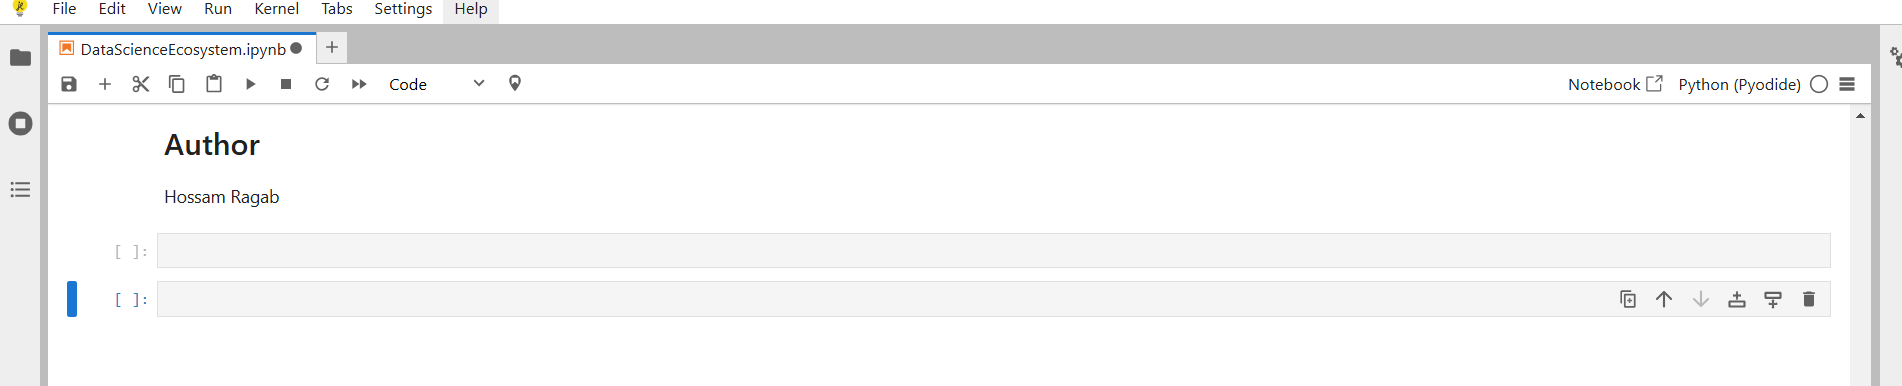 File Edit View Run Kernel Tabs Settings Help
DataScienceEcosystem.ipynb
Code Notebook Python (Pyodide)
Author
Hossam Ragab
[ ]:
[ ]: